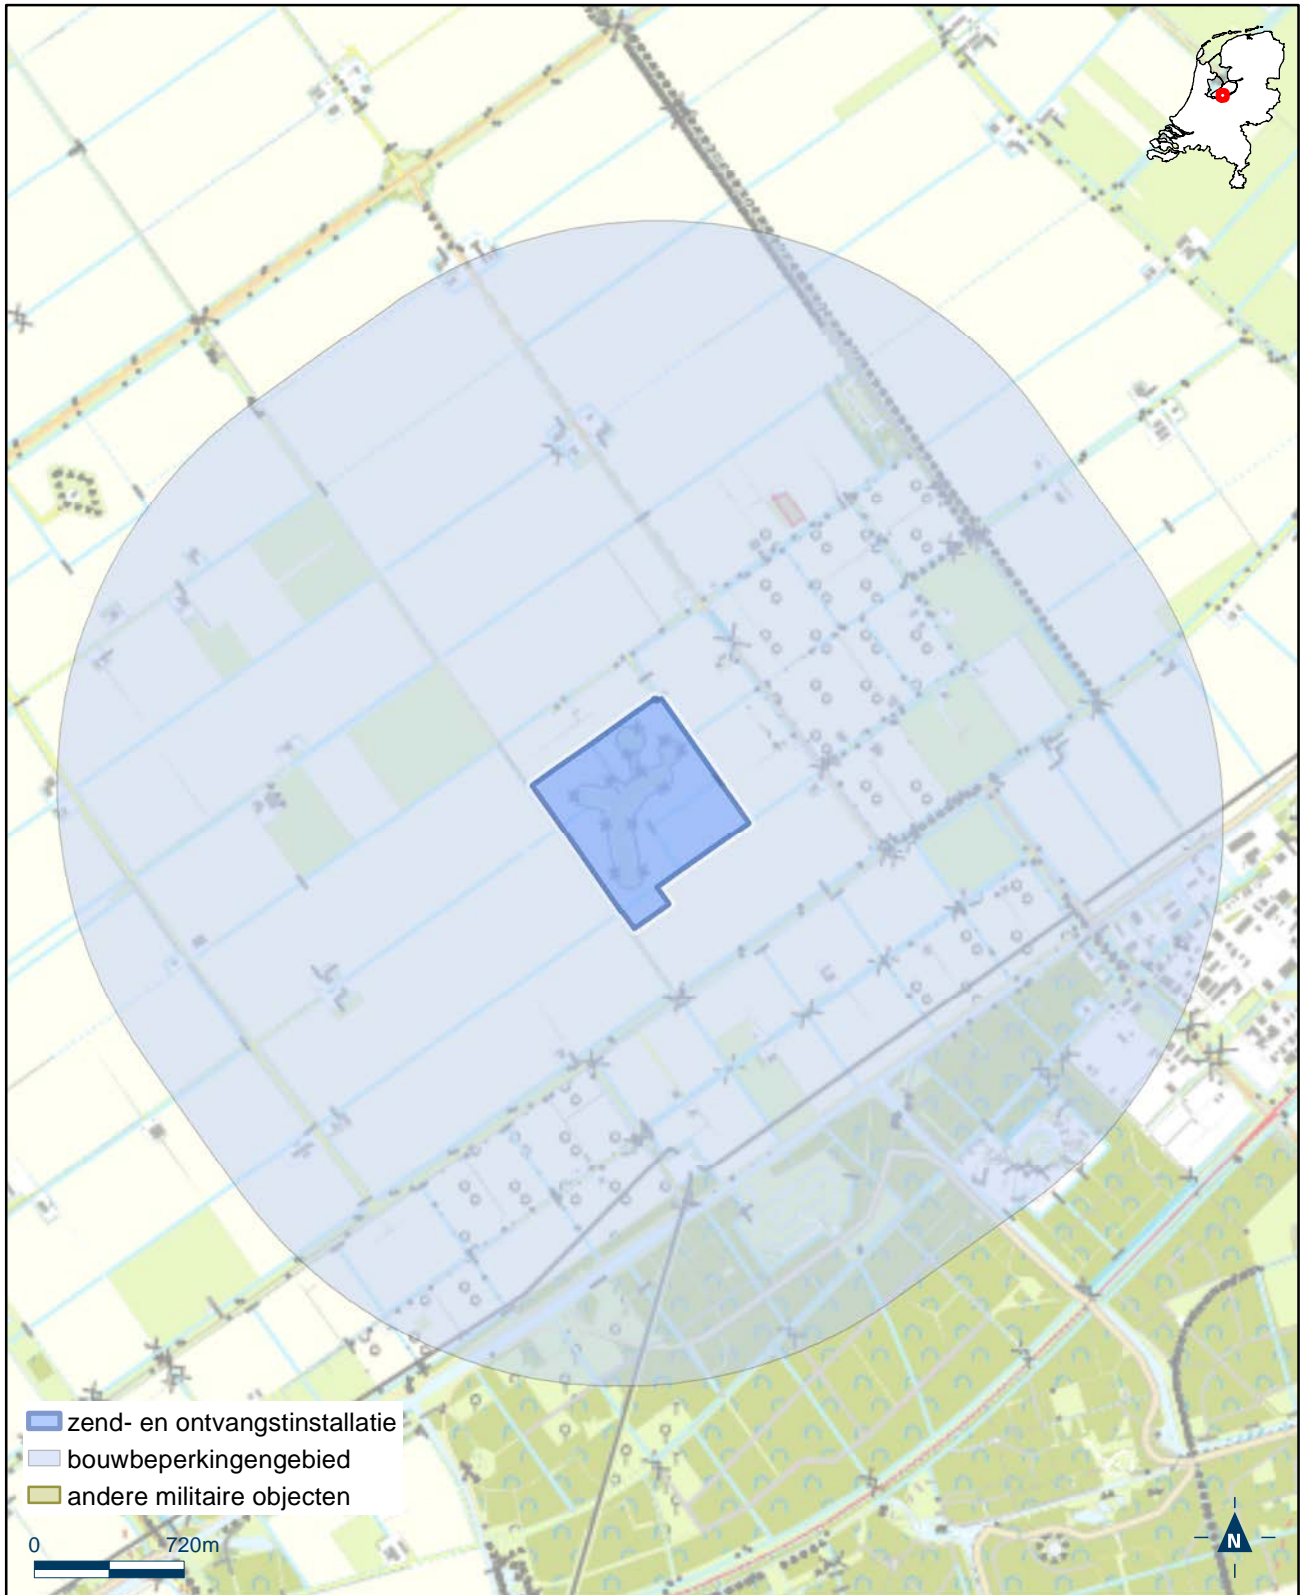 zend- en ontvangstinstallatie
bouwbeperkingengebied
andere militaire objecten
0 720m
N